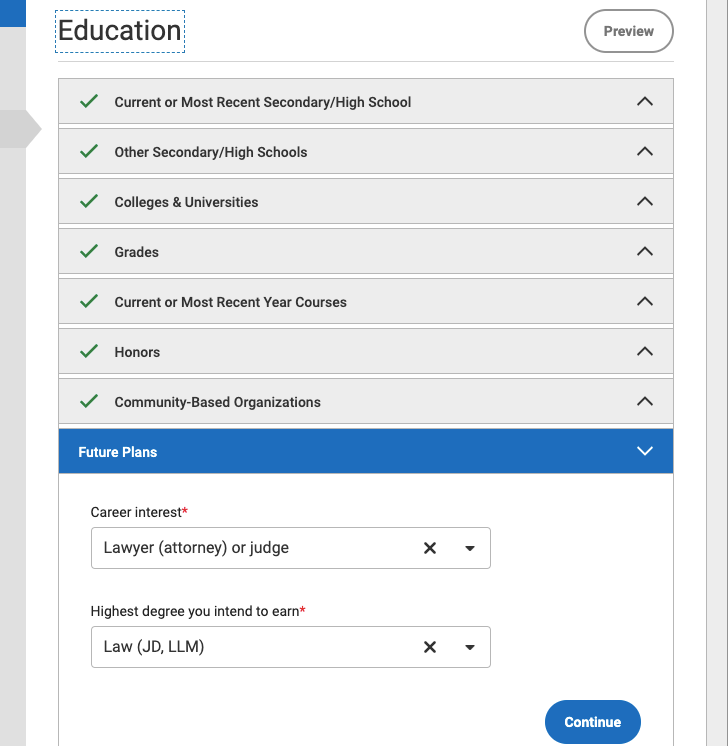 Education
Preview
Current or Most Recent Secondary/High School
Other Secondary/High Schools
Colleges & Universities
Grades
Current or Most Recent Year Courses
Honors
Community-Based Organizations
Future Plans
Career interest*
Lawyer (attorney) or judge
Highest degree you intend to earn*
Law (JD, LLM)
Continue